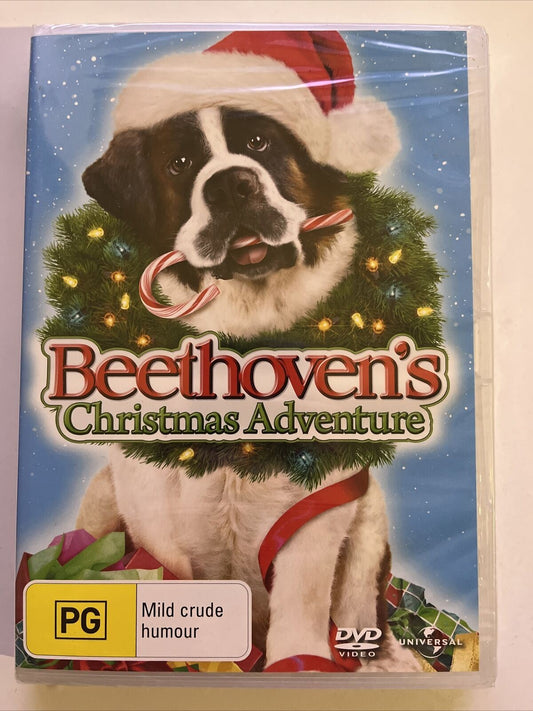 Beethoven's
Christmas Adventure
PG
Mild crude
humour
DVD
VIDEO
UNIVERSAL